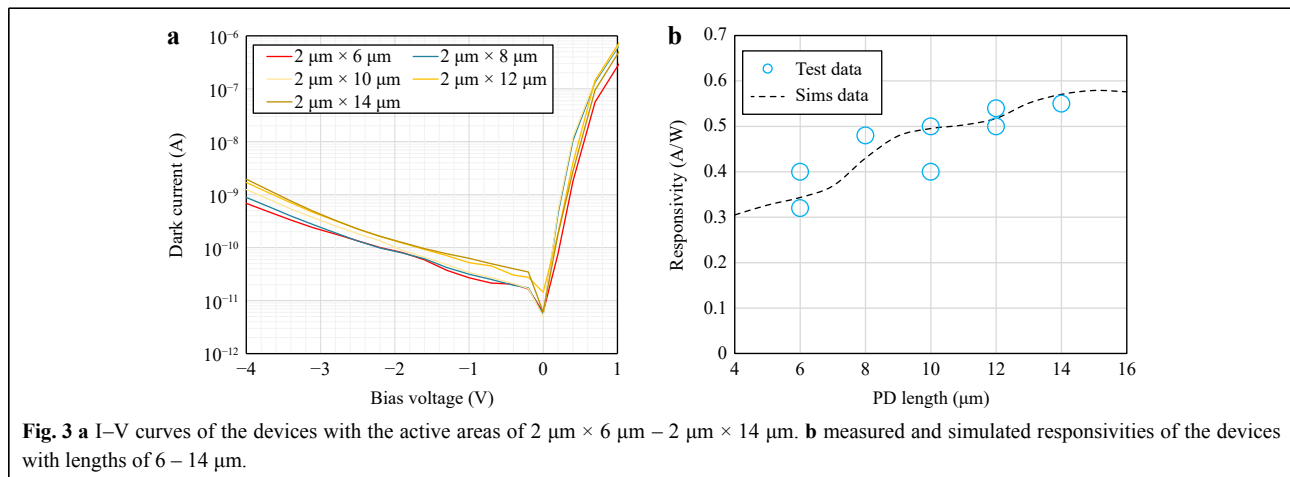 a
10⁻⁶
10⁻⁷
10⁻⁸
10⁻⁹
10⁻¹⁰
10⁻¹¹
10⁻¹²
Dark current (A)
2 μm × 6 μm
2 μm × 8 μm
2 μm × 10 μm
2 μm × 12 μm
2 μm × 14 μm
−4 −3 −2 −1 0 1
Bias voltage (V)
b
0.7
0.6
0.5
0.4
0.3
0.2
0.1
0
Responsivity (A/W)
Test data
Sims data
4 6 8 10 12 14 16
PD length (μm)
Fig. 3 a I–V curves of the devices with the active areas of 2 μm × 6 μm – 2 μm × 14 μm. b measured and simulated responsivities of the devices
with lengths of 6 – 14 μm.